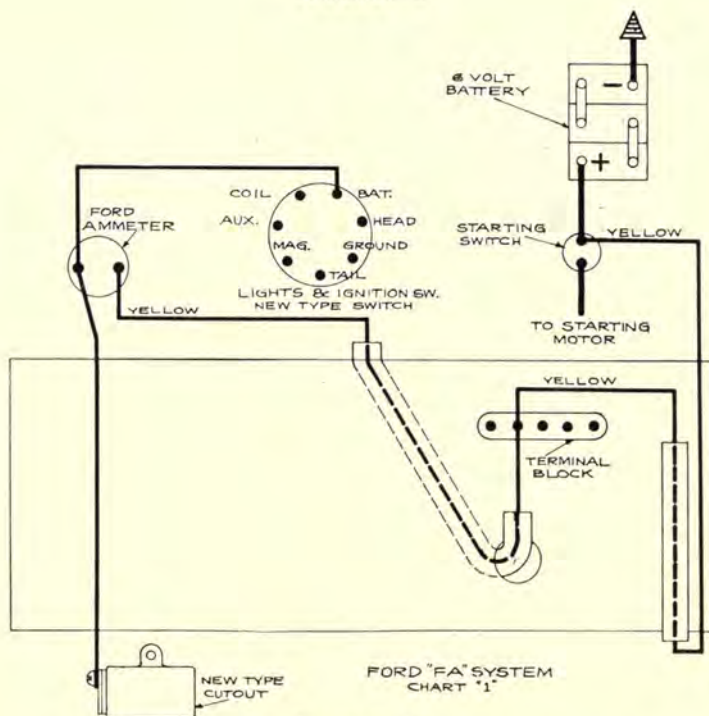 6 VOLT
BATTERY
−
+
COIL
BAT.
FORD
AMMETER
AUX.
HEAD
STARTING
SWITCH
YELLOW
MAG.
GROUND
TAIL
LIGHTS & IGNITION SW.
NEW TYPE SWITCH
YELLOW
TO STARTING
MOTOR
YELLOW
TERMINAL
BLOCK
NEW TYPE
CUTOUT
FORD "FA" SYSTEM
CHART "1"